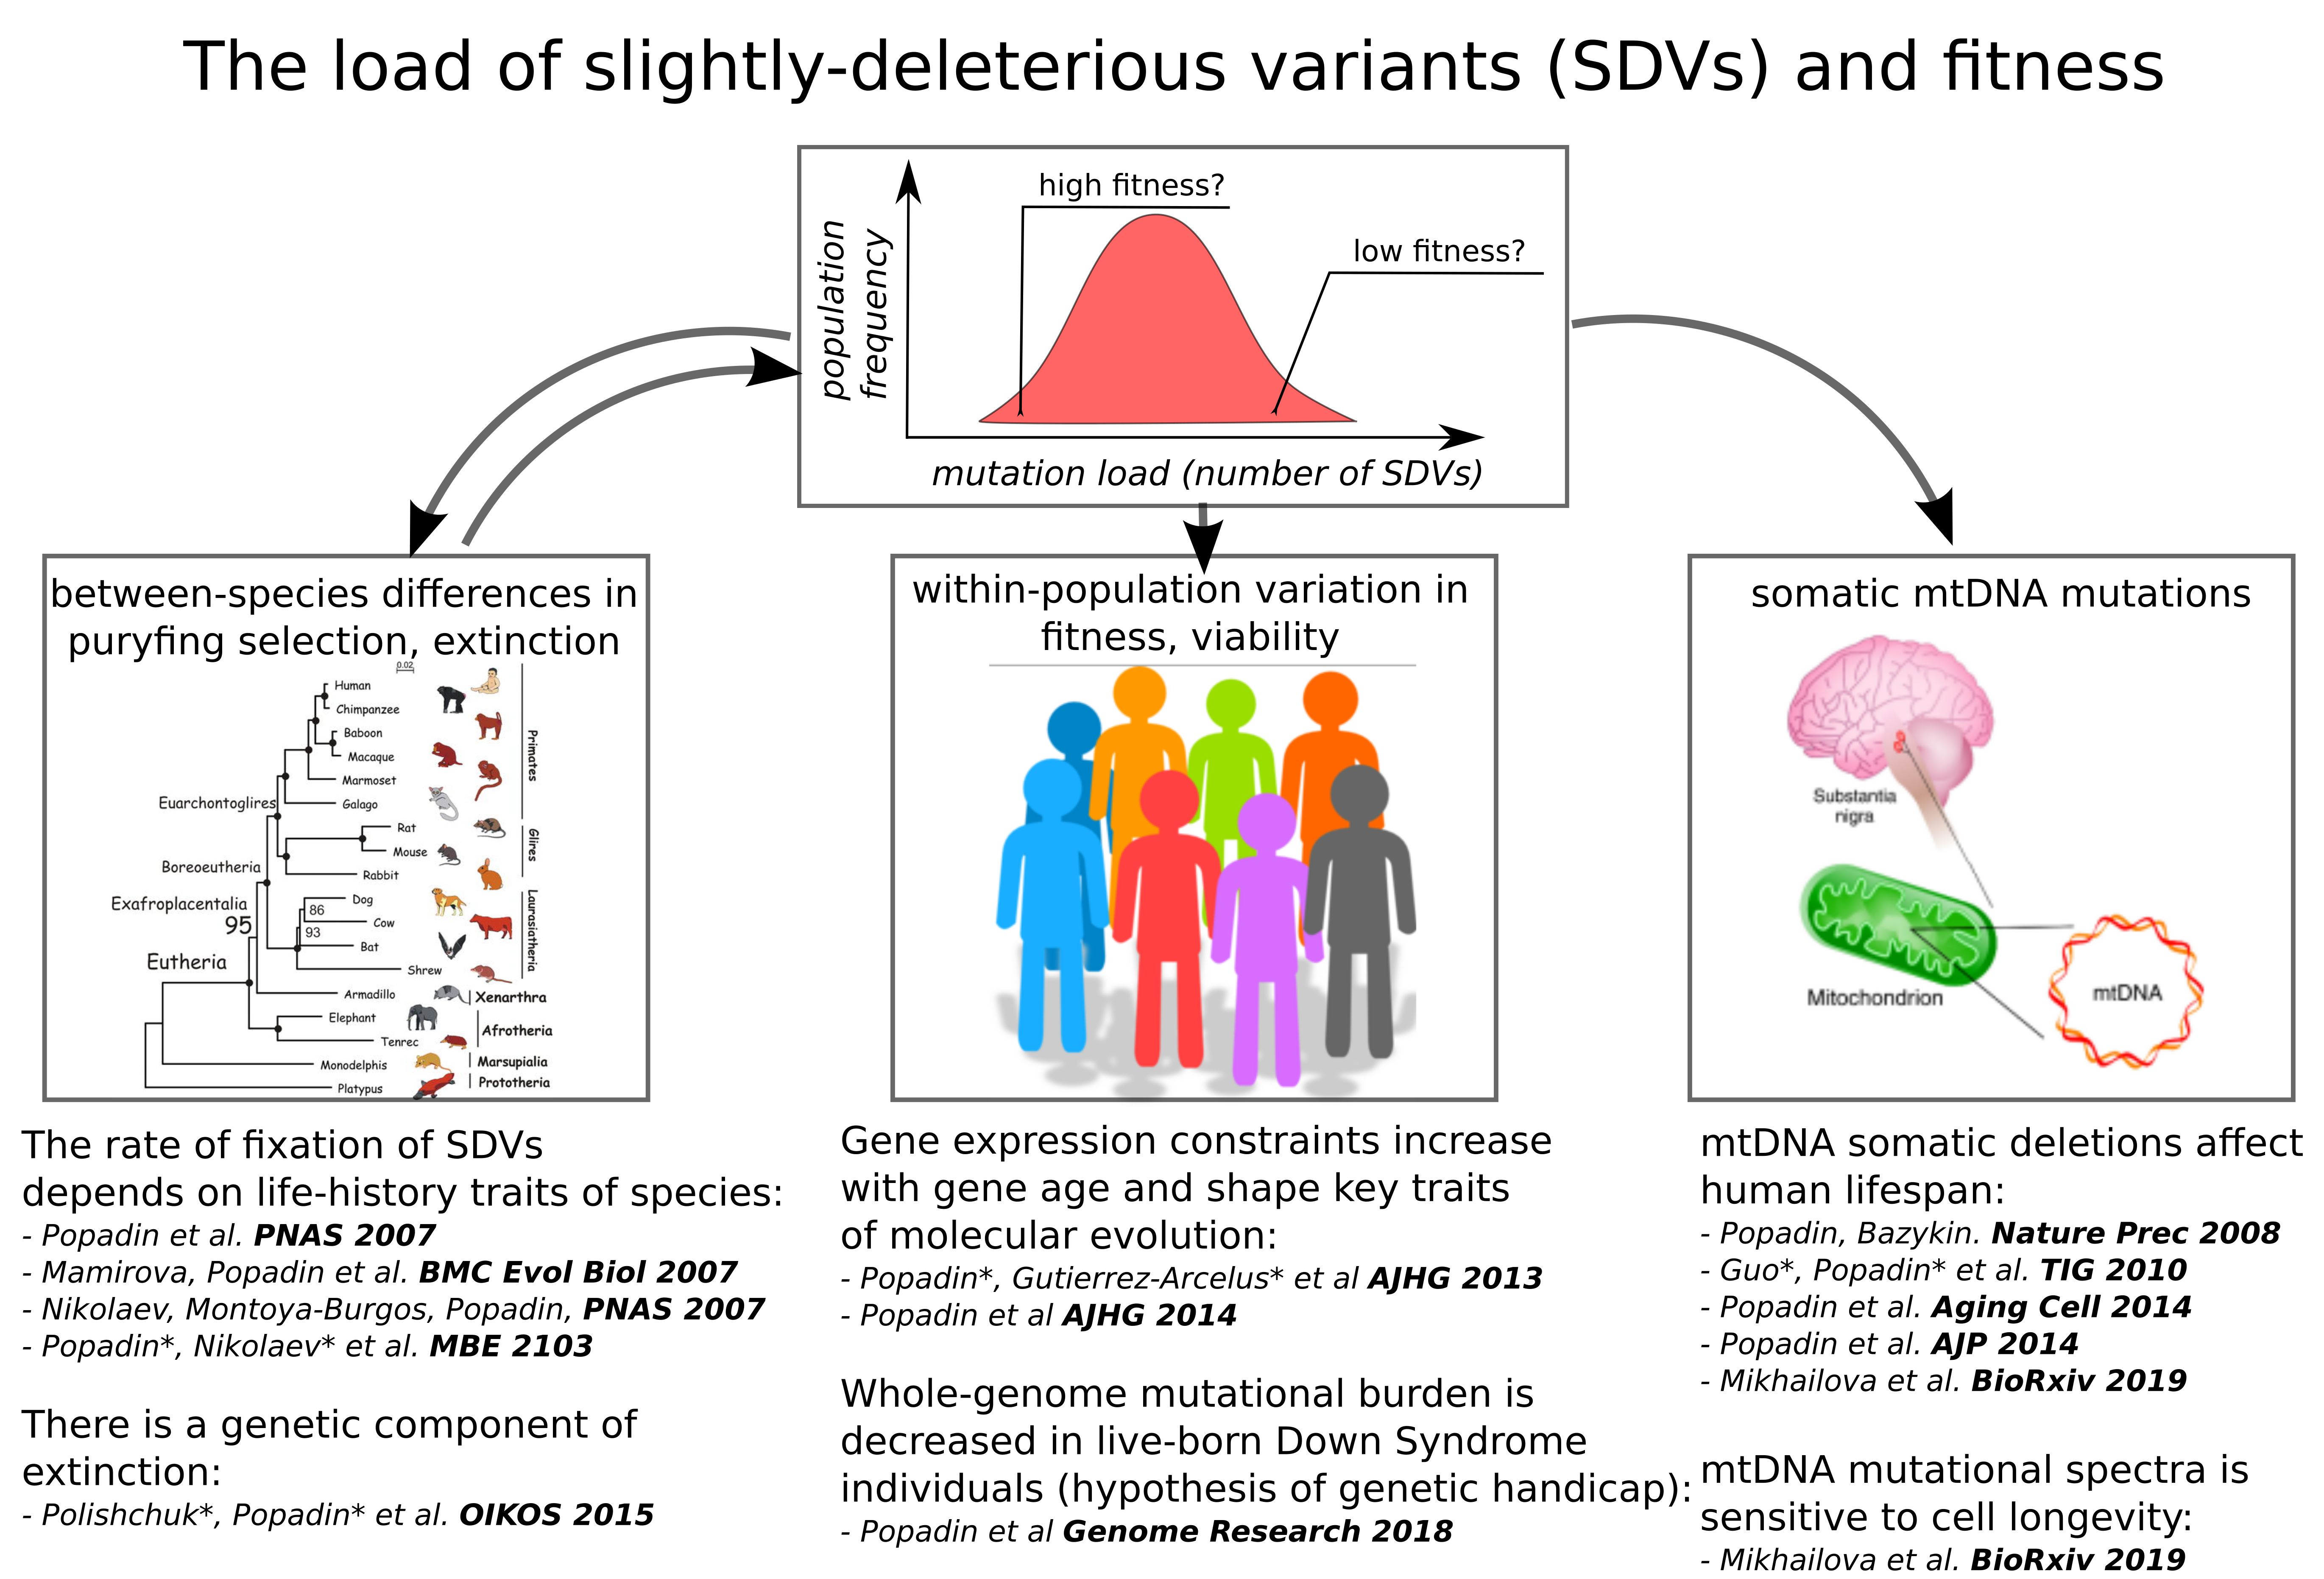 The load of slightly-deleterious variants (SDVs) and fitness
high fitness?
low fitness?
population
frequency
mutation load (number of SDVs)
between-species differences in
puryfing selection, extinction
0.02
Human
Chimpanzee
Baboon
Macaque
Marmoset
Galago
Primates
Euarchontoglires
Rat
Mouse
Rabbit
Glires
Boreoeutheria
Exafroplacentalia
95
Dog
86
Cow
93
Bat
Shrew
Laurasiatheria
Eutheria
Armadillo
Xenarthra
Elephant
Tenrec
Afrotheria
Monodelphis
Marsupialia
Platypus
Prototheria
The rate of fixation of SDVs
depends on life-history traits of species:
- Popadin et al. PNAS 2007
- Mamirova, Popadin et al. BMC Evol Biol 2007
- Nikolaev, Montoya-Burgos, Popadin, PNAS 2007
- Popadin*, Nikolaev* et al. MBE 2103
There is a genetic component of
extinction:
- Polishchuk*, Popadin* et al. OIKOS 2015
within-population variation in
fitness, viability
Gene expression constraints increase
with gene age and shape key traits
of molecular evolution:
- Popadin*, Gutierrez-Arcelus* et al AJHG 2013
- Popadin et al AJHG 2014
Whole-genome mutational burden is
decreased in live-born Down Syndrome
individuals (hypothesis of genetic handicap):
- Popadin et al Genome Research 2018
somatic mtDNA mutations
Substantia
nigra
Mitochondrion
mtDNA
mtDNA somatic deletions affect
human lifespan:
- Popadin, Bazykin. Nature Prec 2008
- Guo*, Popadin* et al. TIG 2010
- Popadin et al. Aging Cell 2014
- Popadin et al. AJP 2014
- Mikhailova et al. BioRxiv 2019
mtDNA mutational spectra is
sensitive to cell longevity:
- Mikhailova et al. BioRxiv 2019